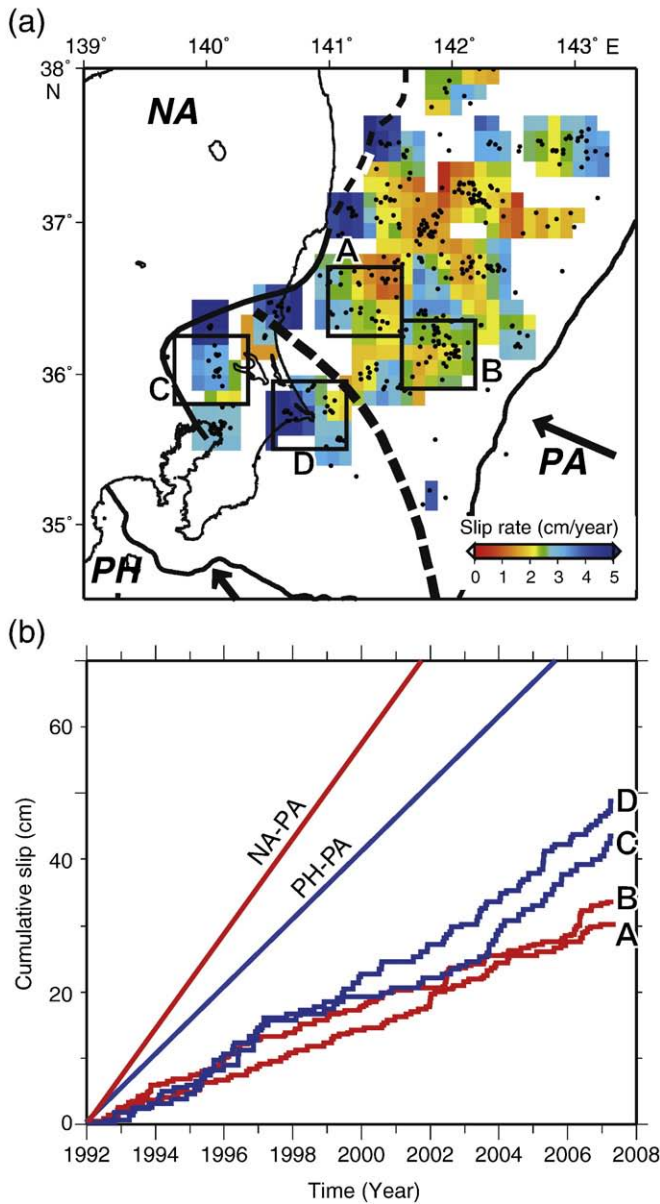 (a)
139° 140° 141° 142° 143° E
38°
N
NA
37°
A
36°
B
C
D
PA
35°
Slip rate (cm/year)
PH
0 1 2 3 4 5
(b)
60
D
NA-PA
PH-PA
C
40
Cumulative slip (cm)
B
A
20
0
1992 1994 1996 1998 2000 2002 2004 2006 2008
Time (Year)